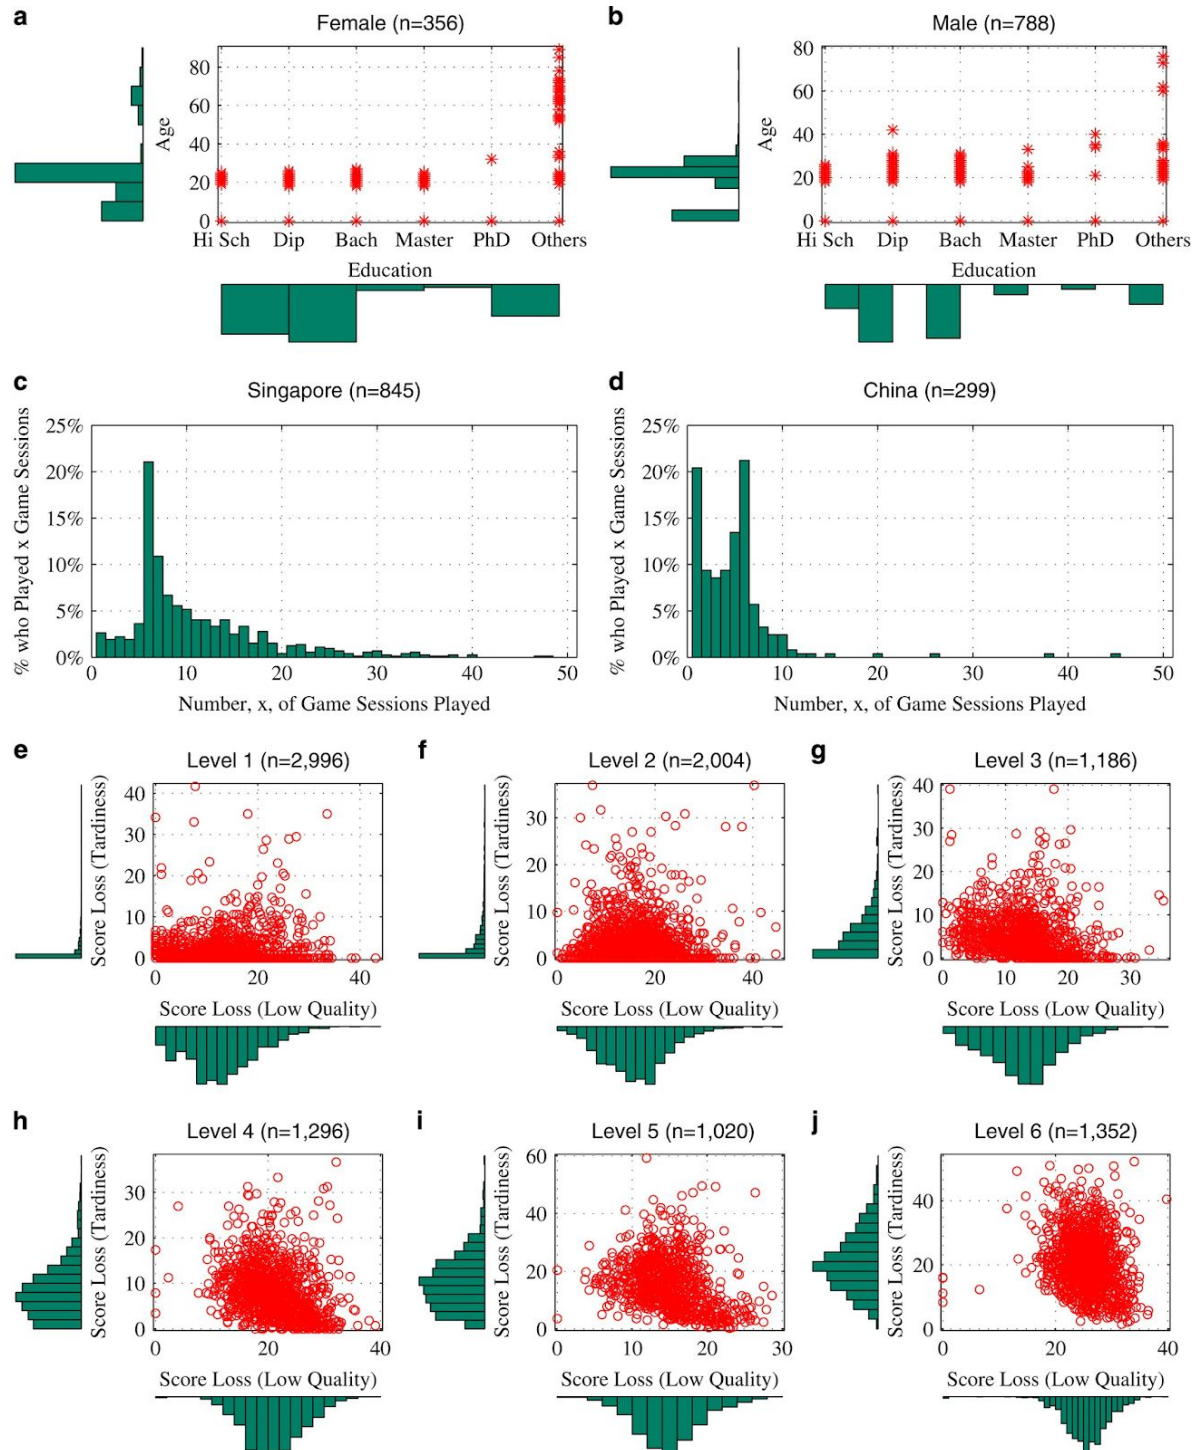 a
Female (n=356)
80
60
40
20
0
Age
Hi Sch Dip Bach Master PhD Others
Education
b
Male (n=788)
80
60
40
20
0
Age
Hi Sch Dip Bach Master PhD Others
Education
c
Singapore (n=845)
25%
20%
15%
10%
5%
0%
% who Played x Game Sessions
0 10 20 30 40 50
Number, x, of Game Sessions Played
d
China (n=299)
25%
20%
15%
10%
5%
0%
% who Played x Game Sessions
0 10 20 30 40 50
Number, x, of Game Sessions Played
e
Level 1 (n=2,996)
40
30
20
10
0
Score Loss (Tardiness)
0 20 40
Score Loss (Low Quality)
f
Level 2 (n=2,004)
30
20
10
0
Score Loss (Tardiness)
0 20 40
Score Loss (Low Quality)
g
Level 3 (n=1,186)
40
30
20
10
0
Score Loss (Tardiness)
0 10 20 30
Score Loss (Low Quality)
h
Level 4 (n=1,296)
30
20
10
0
Score Loss (Tardiness)
0 20 40
Score Loss (Low Quality)
i
Level 5 (n=1,020)
60
40
20
0
Score Loss (Tardiness)
0 10 20 30
Score Loss (Low Quality)
j
Level 6 (n=1,352)
40
20
0
Score Loss (Tardiness)
0 20 40
Score Loss (Low Quality)